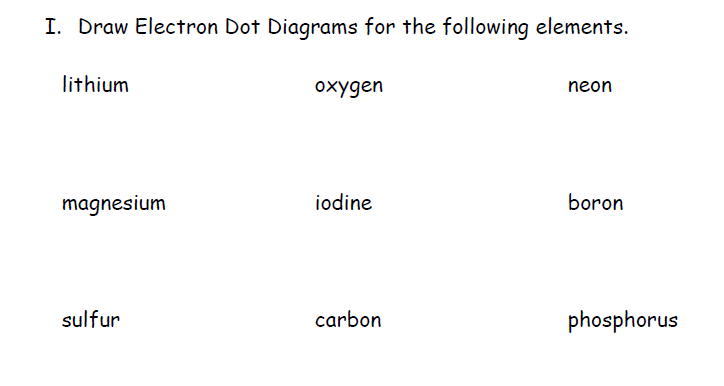 I. Draw Electron Dot Diagrams for the following elements.
lithium oxygen neon
magnesium iodine boron
sulfur carbon phosphorus